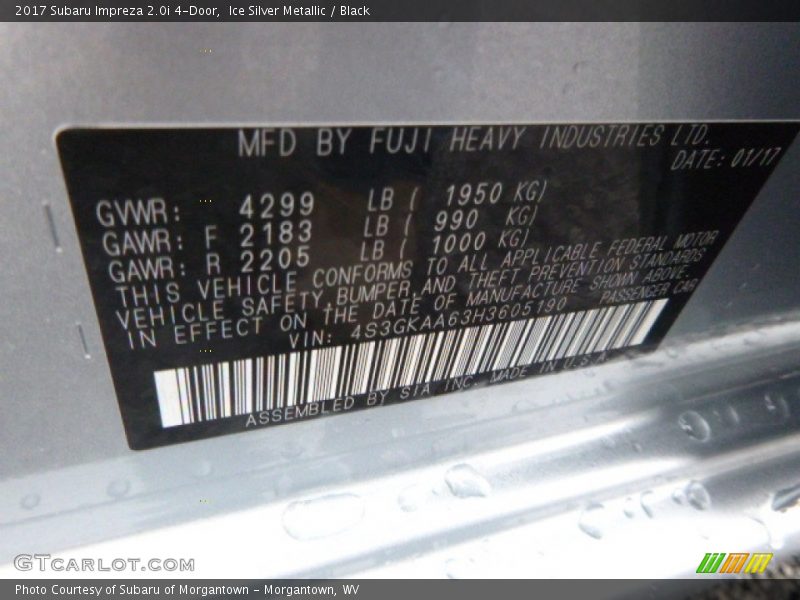 2017 Subaru Impreza 2.0i 4-Door,  Ice Silver Metallic / Black
MFD BY FUJI HEAVY INDUSTRIES LTD.
DATE: 01/17
GVWR: 4299 LB ( 1950 KG)
GAWR: F 2183 LB ( 990 KG)
GAWR: R 2205 LB ( 1000 KG)
THIS VEHICLE CONFORMS TO ALL APPLICABLE FEDERAL MOTOR
VEHICLE SAFETY, BUMPER, AND THEFT PREVENTION STANDARDS
IN EFFECT ON THE DATE OF MANUFACTURE SHOWN ABOVE.
VIN: 4S3GKAA63H3605190 PASSENGER CAR
ASSEMBLED BY SIA INC. MADE IN U.S.A.
GTCARLOT.COM
Photo Courtesy of Subaru of Morgantown - Morgantown, WV